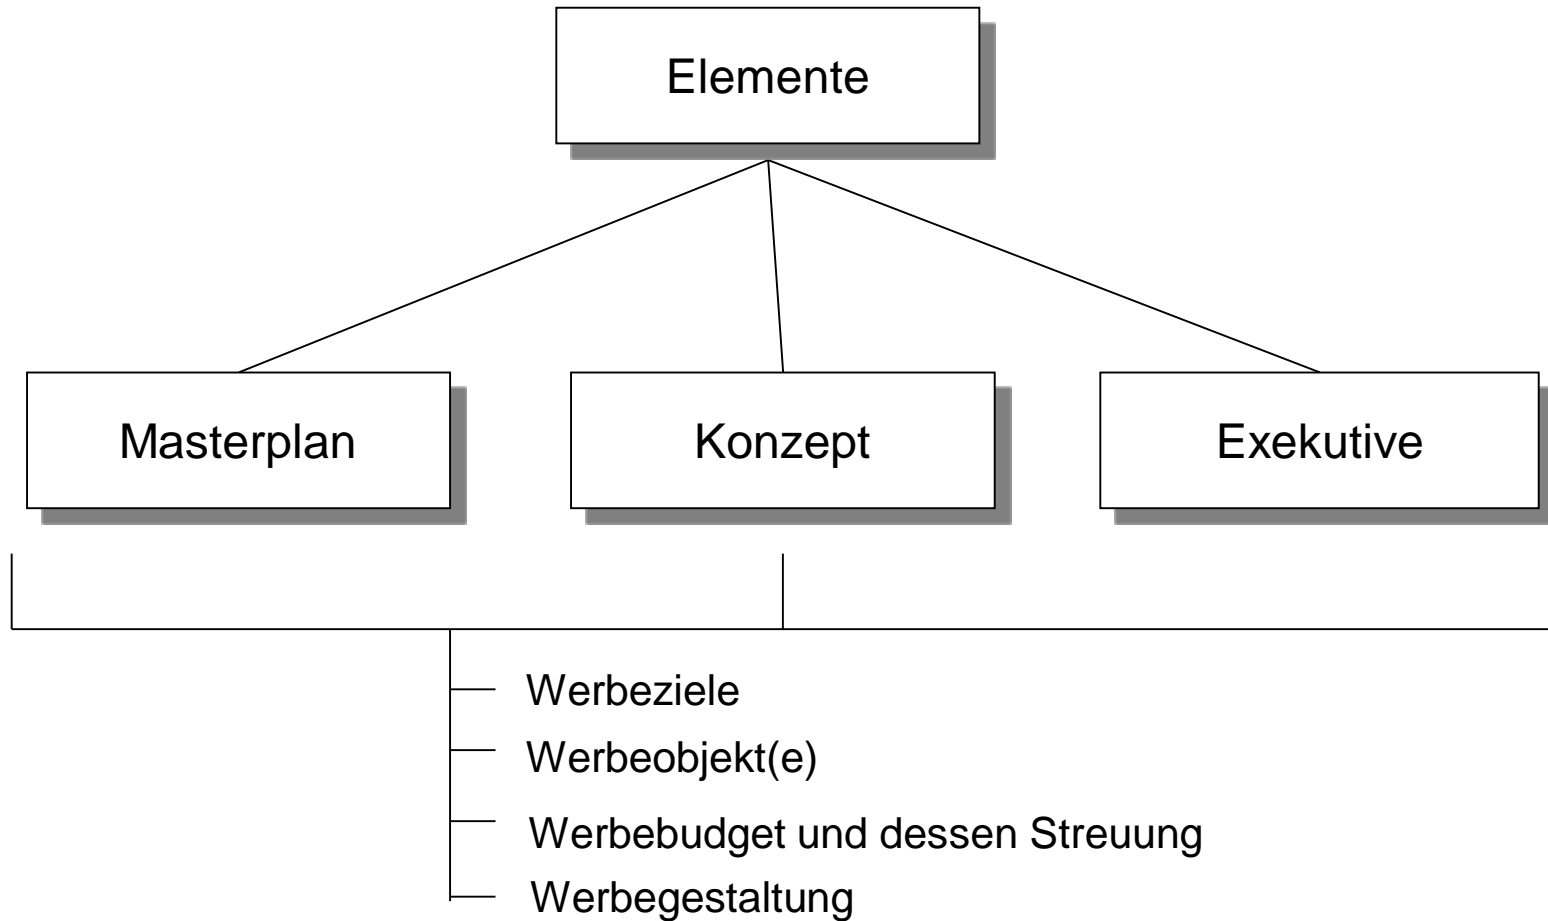 Elemente
Masterplan
Konzept
Exekutive
Werbeziele
Werbeobjekt(e)
Werbebudget und dessen Streuung
Werbegestaltung